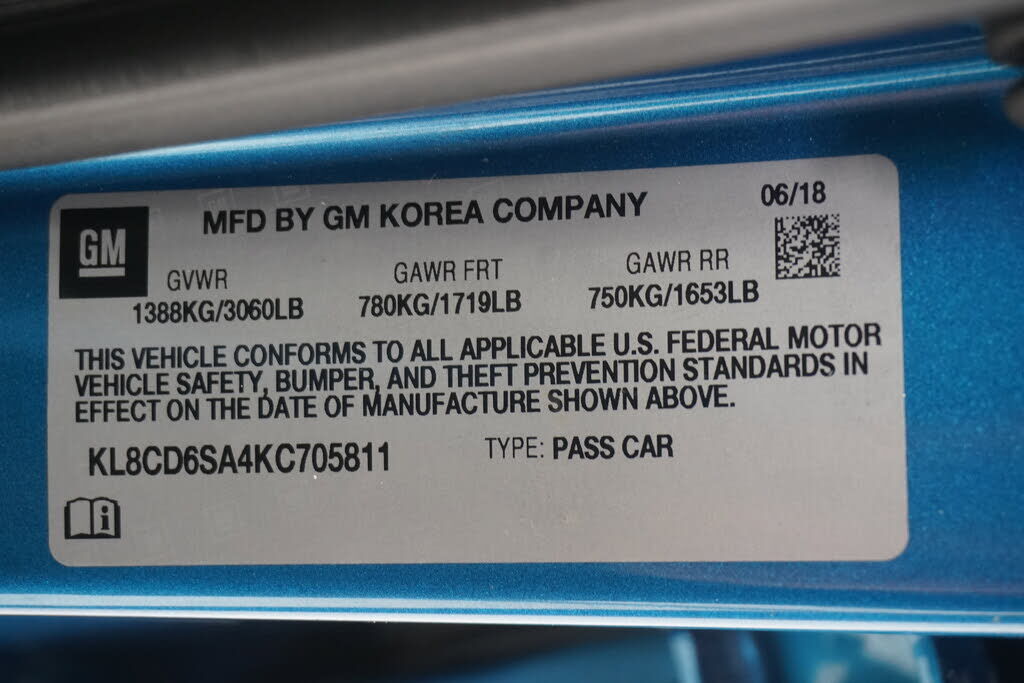 GM
MFD BY GM KOREA COMPANY
06/18
GVWR
GAWR FRT
GAWR RR
1388KG/3060LB
780KG/1719LB
750KG/1653LB
THIS VEHICLE CONFORMS TO ALL APPLICABLE U.S. FEDERAL MOTOR
VEHICLE SAFETY, BUMPER, AND THEFT PREVENTION STANDARDS IN
EFFECT ON THE DATE OF MANUFACTURE SHOWN ABOVE.
KL8CD6SA4KC705811
TYPE: PASS CAR
i